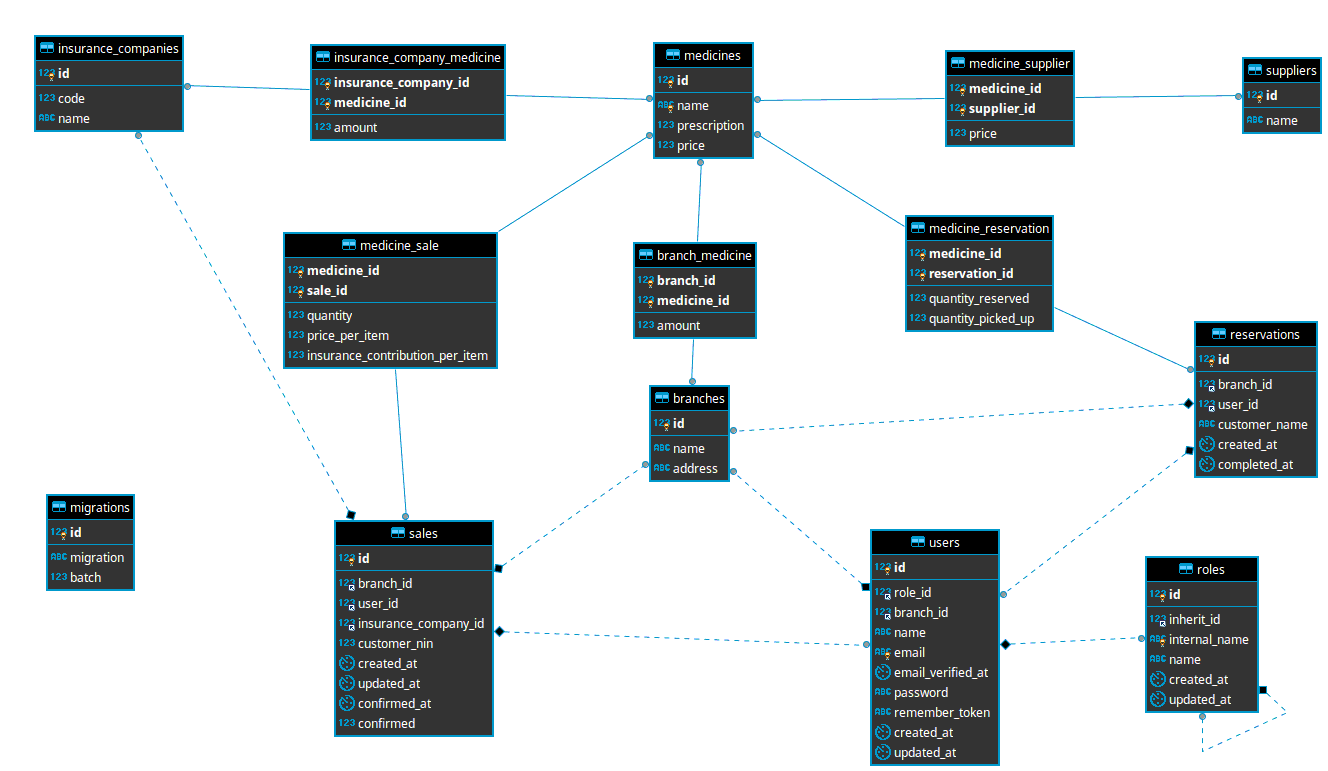 insurance_companies
123 id
123 code
ABC name
insurance_company_medicine
123 insurance_company_id
123 medicine_id
123 amount
medicines
123 id
ABC name
123 prescription
123 price
medicine_supplier
123 medicine_id
123 supplier_id
123 price
suppliers
123 id
ABC name
medicine_sale
123 medicine_id
123 sale_id
123 quantity
123 price_per_item
123 insurance_contribution_per_item
branch_medicine
123 branch_id
123 medicine_id
123 amount
medicine_reservation
123 medicine_id
123 reservation_id
123 quantity_reserved
123 quantity_picked_up
reservations
123 id
123 branch_id
123 user_id
ABC customer_name
created_at
completed_at
branches
123 id
ABC name
ABC address
migrations
123 id
ABC migration
123 batch
sales
123 id
123 branch_id
123 user_id
123 insurance_company_id
123 customer_nin
created_at
updated_at
confirmed_at
123 confirmed
users
123 id
123 role_id
123 branch_id
ABC name
ABC email
email_verified_at
ABC password
ABC remember_token
created_at
updated_at
roles
123 id
123 inherit_id
ABC internal_name
ABC name
created_at
updated_at